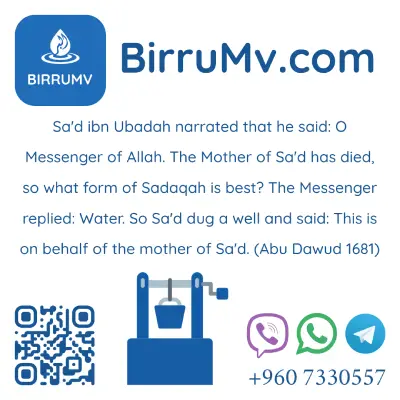 BIRRUMV
BirruMv.com
Sa'd ibn Ubadah narrated that he said: O
Messenger of Allah. The Mother of Sa'd has died,
so what form of Sadaqah is best? The Messenger
replied: Water. So Sa'd dug a well and said: This is
on behalf of the mother of Sa'd. (Abu Dawud 1681)
+960 7330557